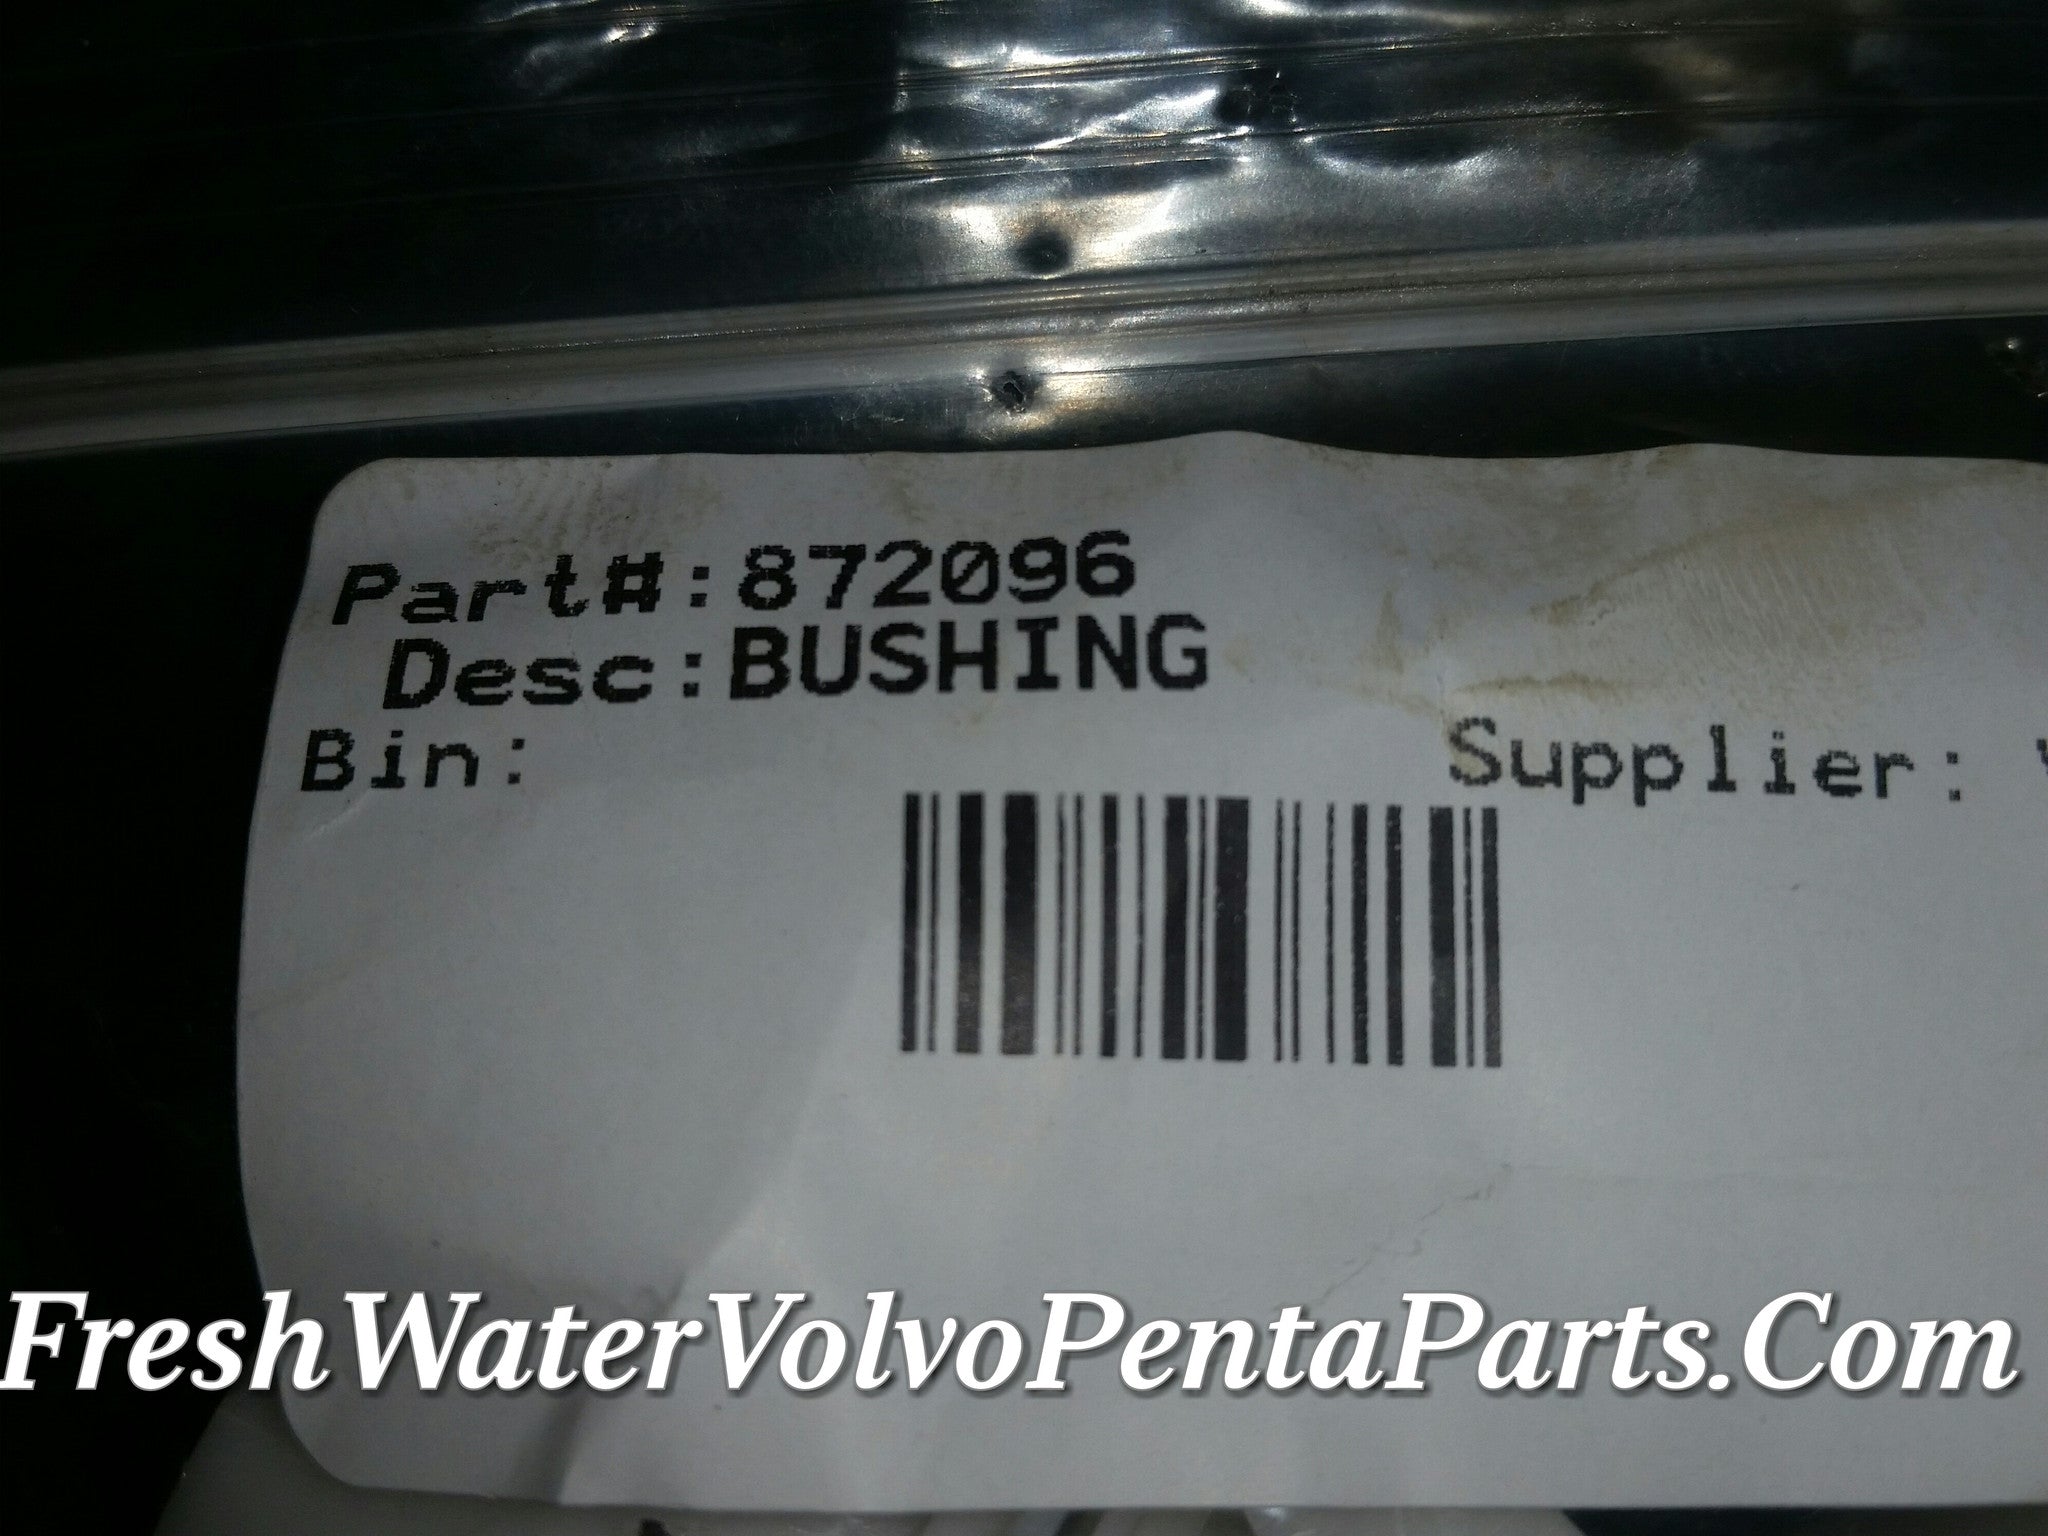 Part#:872096
Desc:BUSHING
Bin:
Supplier:
FreshWaterVolvoPentaParts.Com